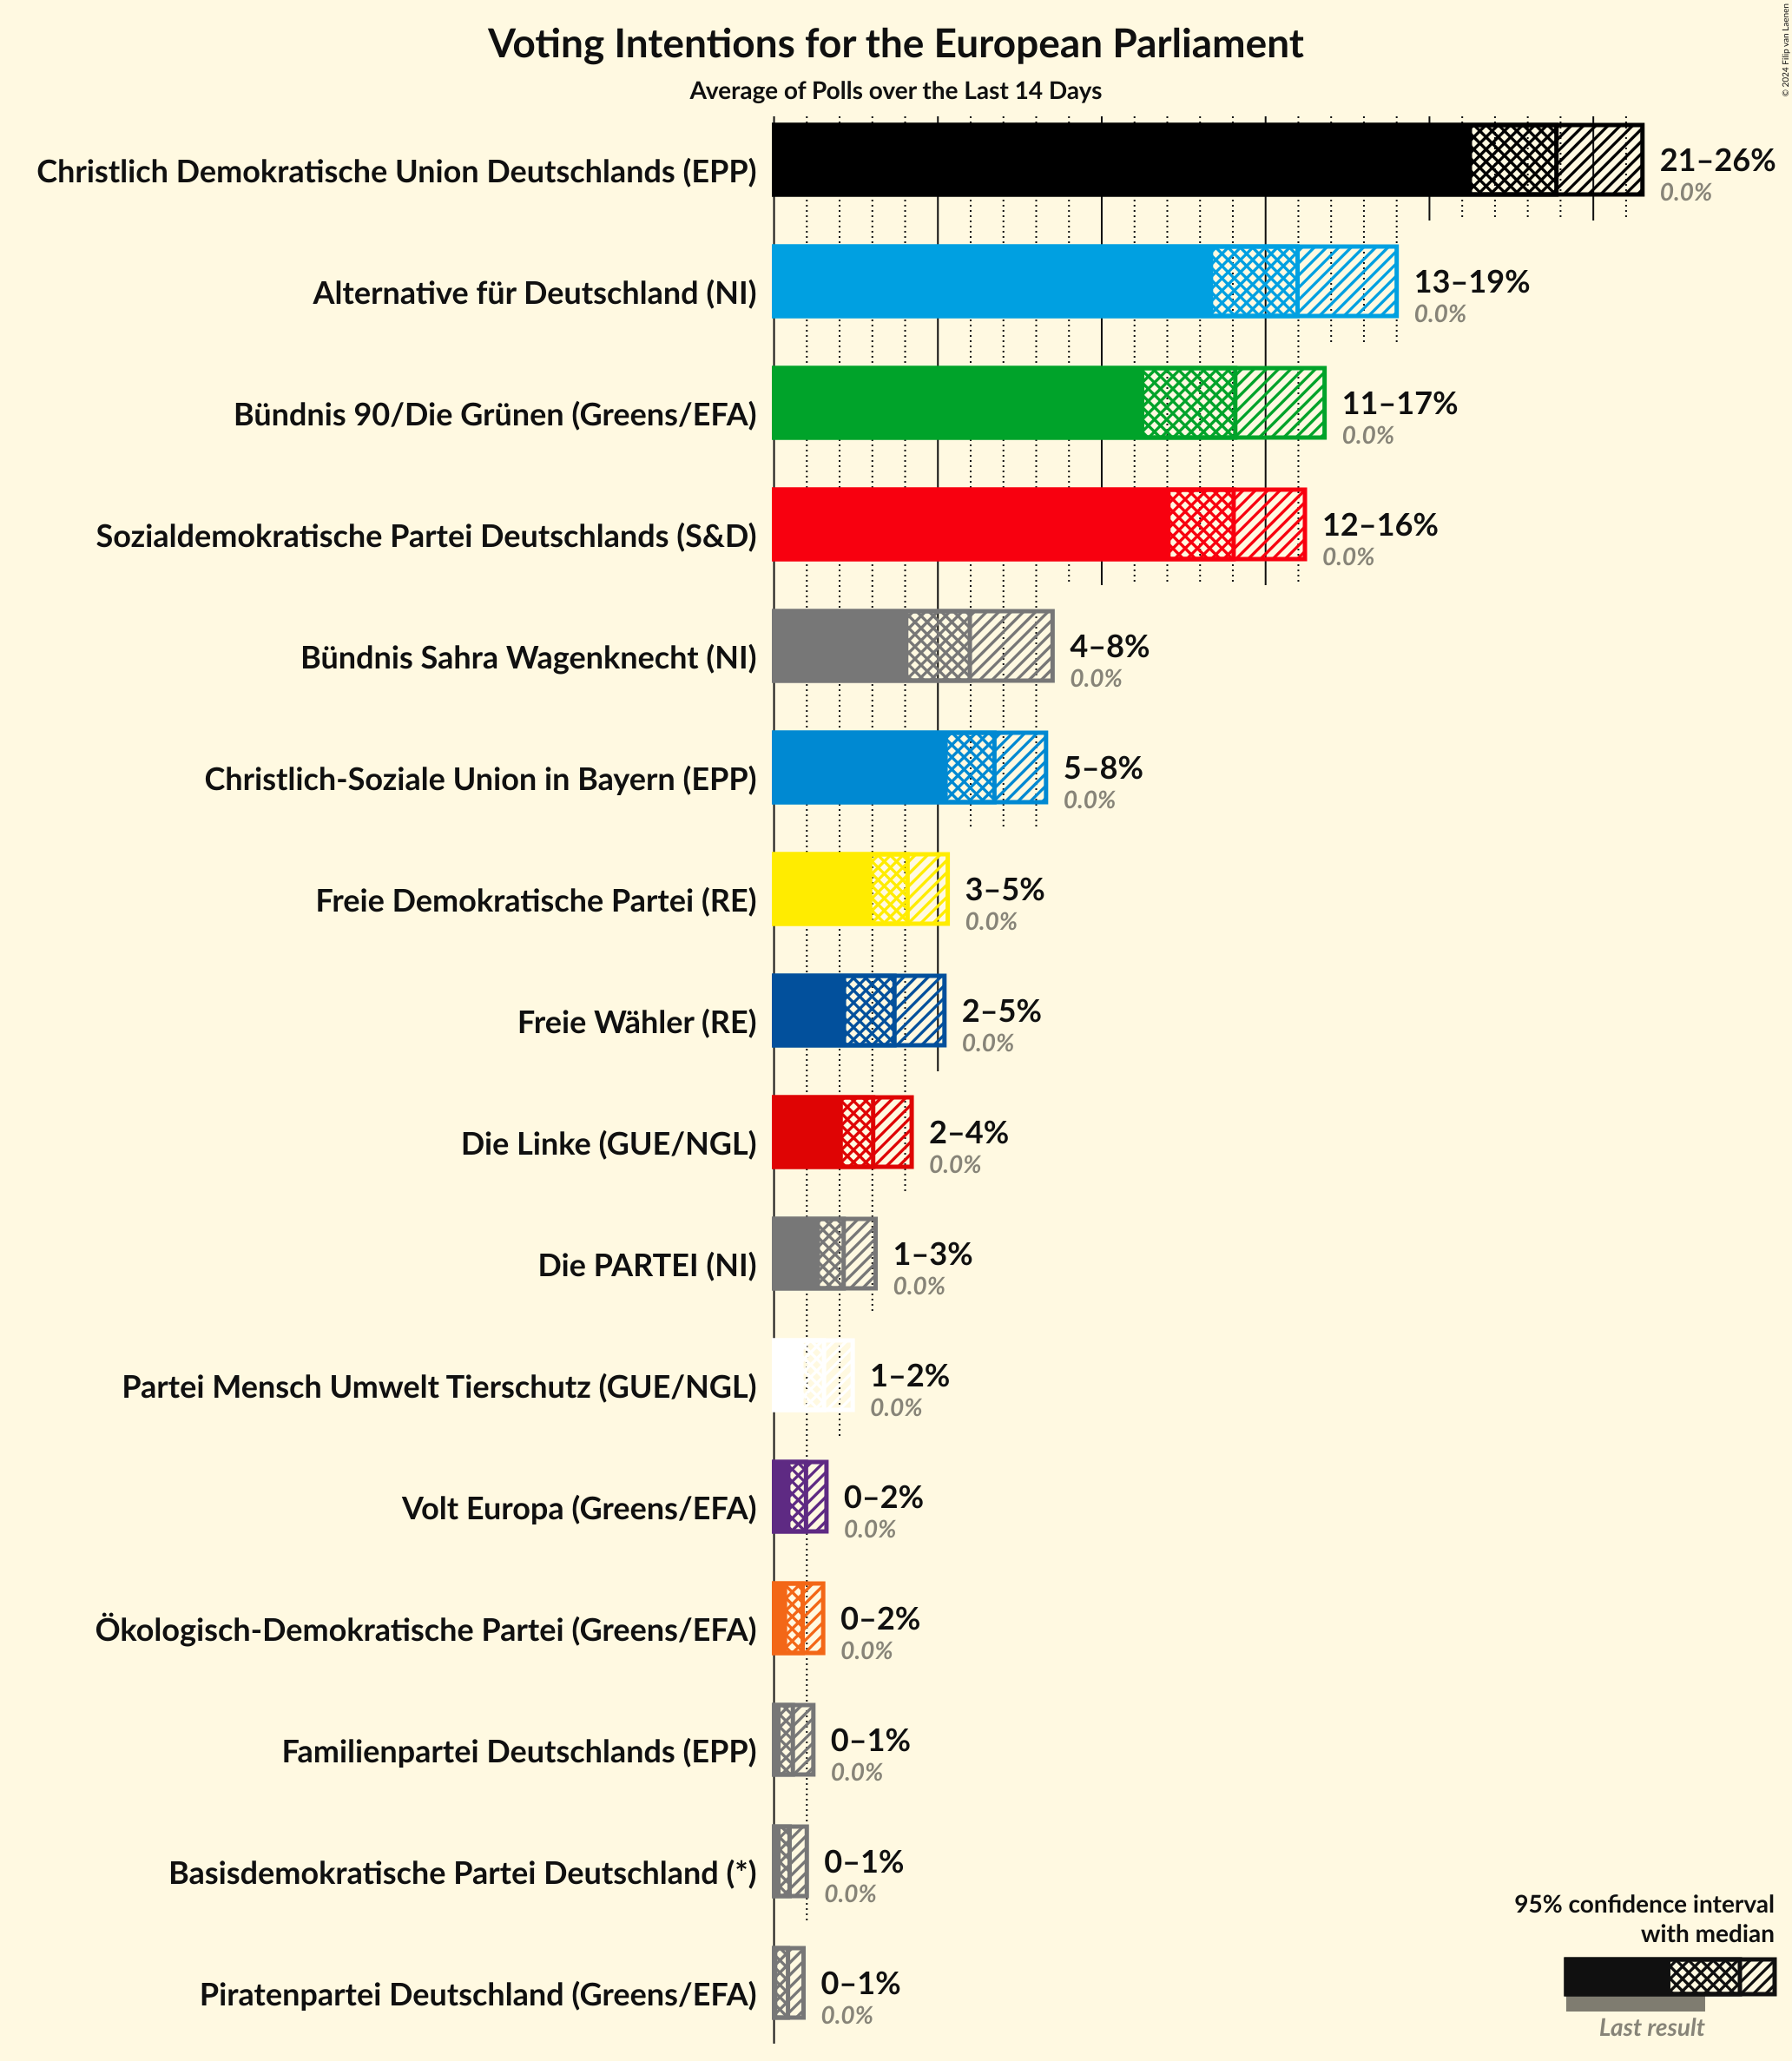 Voting Intentions for the European Parliament
Average of Polls over the Last 14 Days
© 2024 Filip van Laenen
Christlich Demokratische Union Deutschlands (EPP)
21–26%
0.0%
Alternative für Deutschland (NI)
13–19%
0.0%
Bündnis 90/Die Grünen (Greens/EFA)
11–17%
0.0%
Sozialdemokratische Partei Deutschlands (S&D)
12–16%
0.0%
Bündnis Sahra Wagenknecht (NI)
4–8%
0.0%
Christlich-Soziale Union in Bayern (EPP)
5–8%
0.0%
Freie Demokratische Partei (RE)
3–5%
0.0%
Freie Wähler (RE)
2–5%
0.0%
Die Linke (GUE/NGL)
2–4%
0.0%
Die PARTEI (NI)
1–3%
0.0%
Partei Mensch Umwelt Tierschutz (GUE/NGL)
1–2%
0.0%
Volt Europa (Greens/EFA)
0–2%
0.0%
Ökologisch-Demokratische Partei (Greens/EFA)
0–2%
0.0%
Familienpartei Deutschlands (EPP)
0–1%
0.0%
Basisdemokratische Partei Deutschland (*)
0–1%
0.0%
Piratenpartei Deutschland (Greens/EFA)
0–1%
0.0%
95% confidence interval
with median
Last result